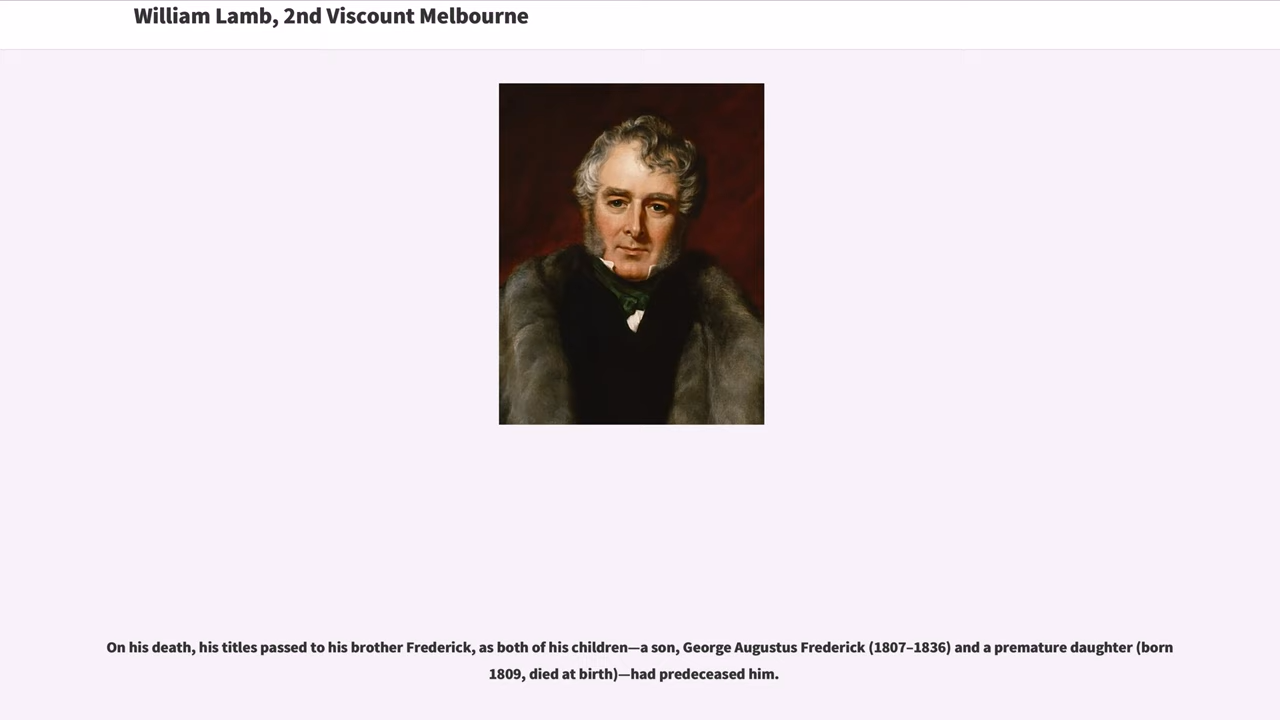 William Lamb, 2nd Viscount Melbourne
On his death, his titles passed to his brother Frederick, as both of his children—a son, George Augustus Frederick (1807–1836) and a premature daughter (born
1809, died at birth)—had predeceased him.